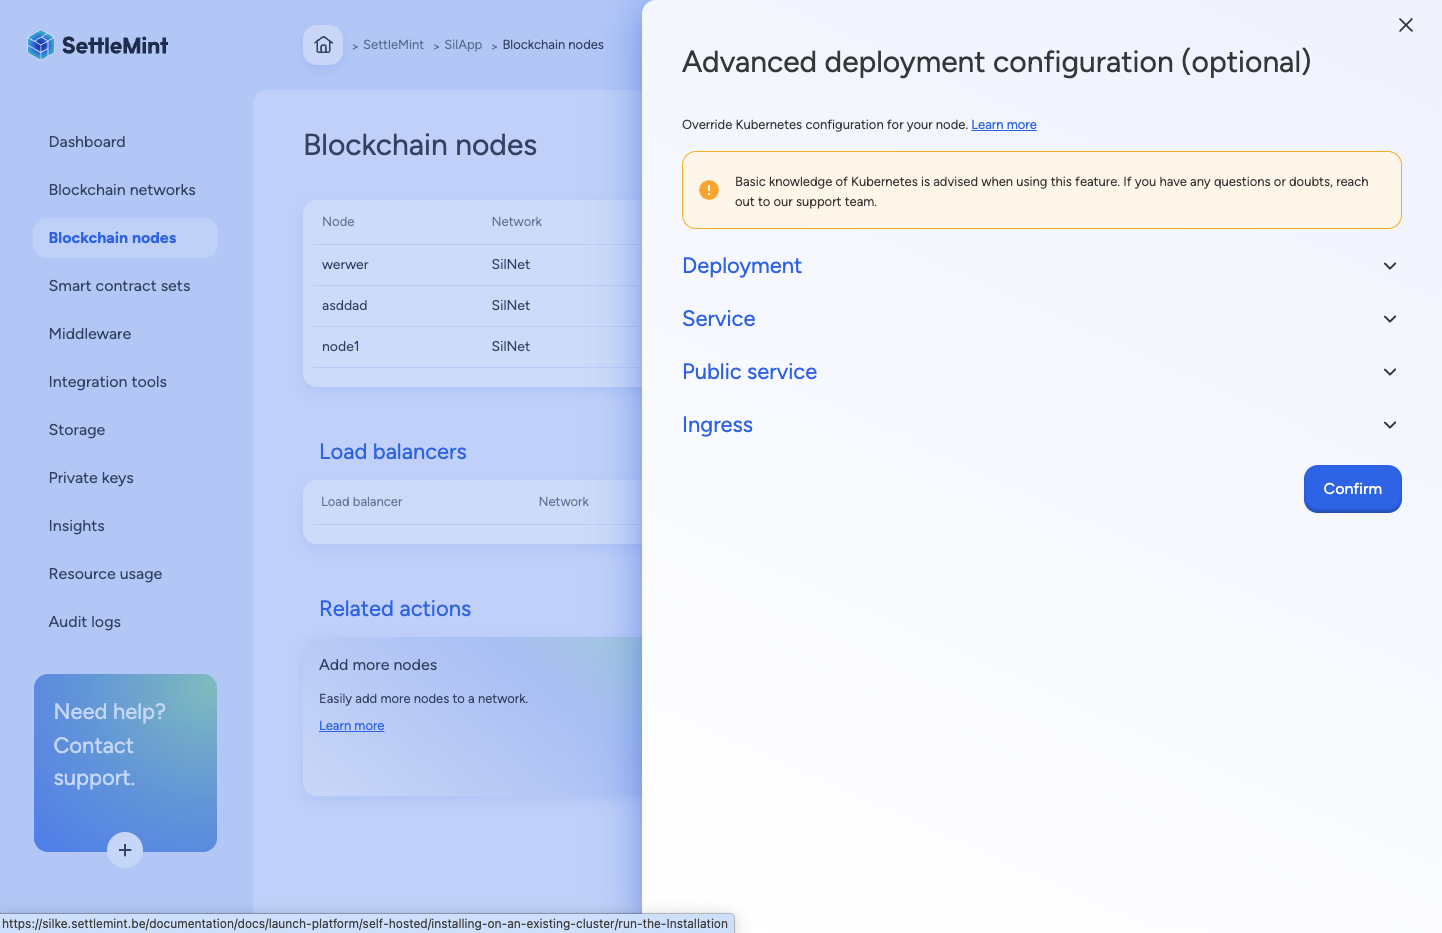 SettleMint
> SettleMint > SilApp > Blockchain nodes
Dashboard
Blockchain networks
Blockchain nodes
Smart contract sets
Middleware
Integration tools
Storage
Private keys
Insights
Resource usage
Audit logs
Need help?
Contact
support.
Blockchain nodes
Node Network
werwer SilNet
asddad SilNet
node1 SilNet
Load balancers
Load balancer Network
Related actions
Add more nodes
Easily add more nodes to a network.
Learn more
Advanced deployment configuration (optional)
Override Kubernetes configuration for your node. Learn more
Basic knowledge of Kubernetes is advised when using this feature. If you have any questions or doubts, reach
out to our support team.
Deployment
Service
Public service
Ingress
Confirm
https://silke.settlemint.be/documentation/docs/launch-platform/self-hosted/installing-on-an-existing-cluster/run-the-Installation